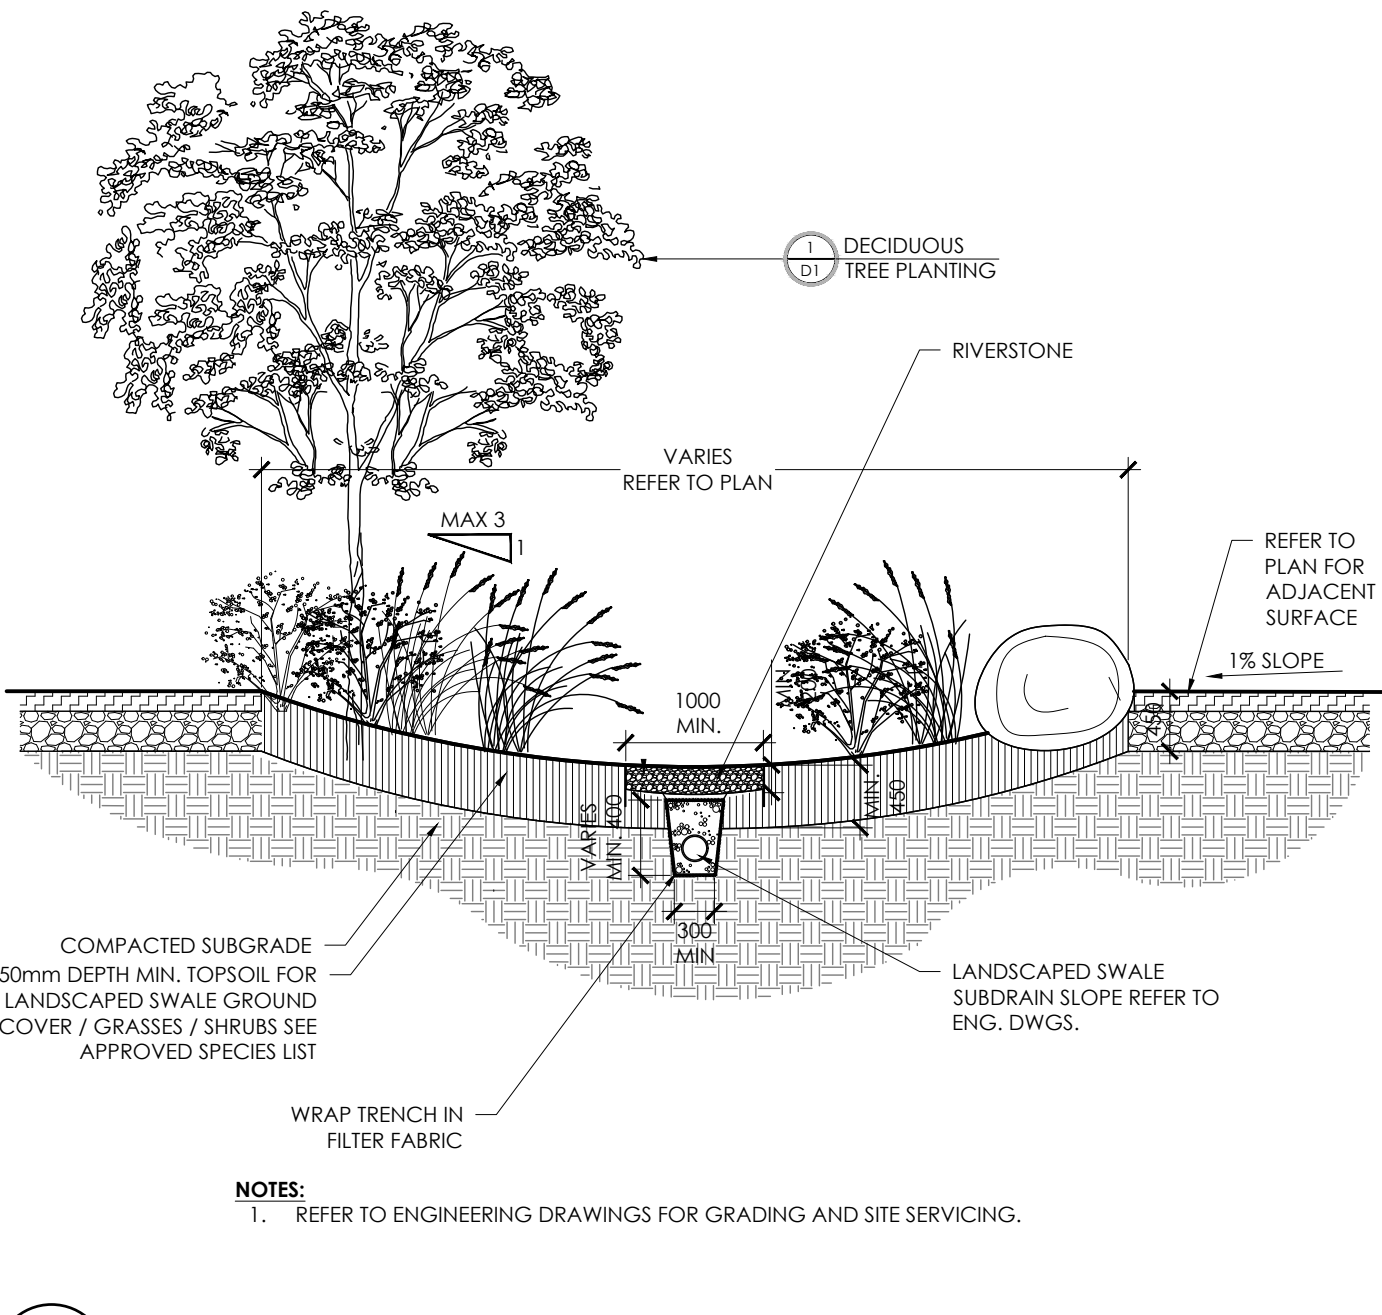 1
D1
DECIDUOUS
TREE PLANTING
RIVERSTONE
VARIES
REFER TO PLAN
MAX 3
1
REFER TO
PLAN FOR
ADJACENT
SURFACE
1% SLOPE
1000
MIN.
MIN
450
MIN.
450
VARIES
MIN. 400
300
MIN
COMPACTED SUBGRADE
50mm DEPTH MIN. TOPSOIL FOR
LANDSCAPED SWALE GROUND
COVER / GRASSES / SHRUBS SEE
APPROVED SPECIES LIST
LANDSCAPED SWALE
SUBDRAIN SLOPE REFER TO
ENG. DWGS.
WRAP TRENCH IN
FILTER FABRIC
NOTES:
1. REFER TO ENGINEERING DRAWINGS FOR GRADING AND SITE SERVICING.